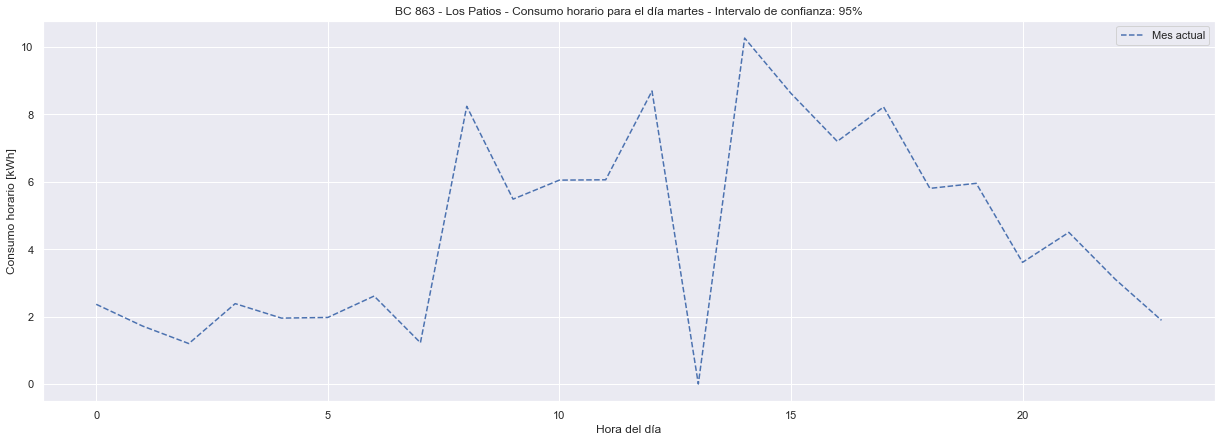 BC 863 - Los Patios - Consumo horario para el día martes - Intervalo de confianza: 95%
Mes actual
Consumo horario [kWh]
10
8
6
4
2
0
0 5 10 15 20
Hora del día